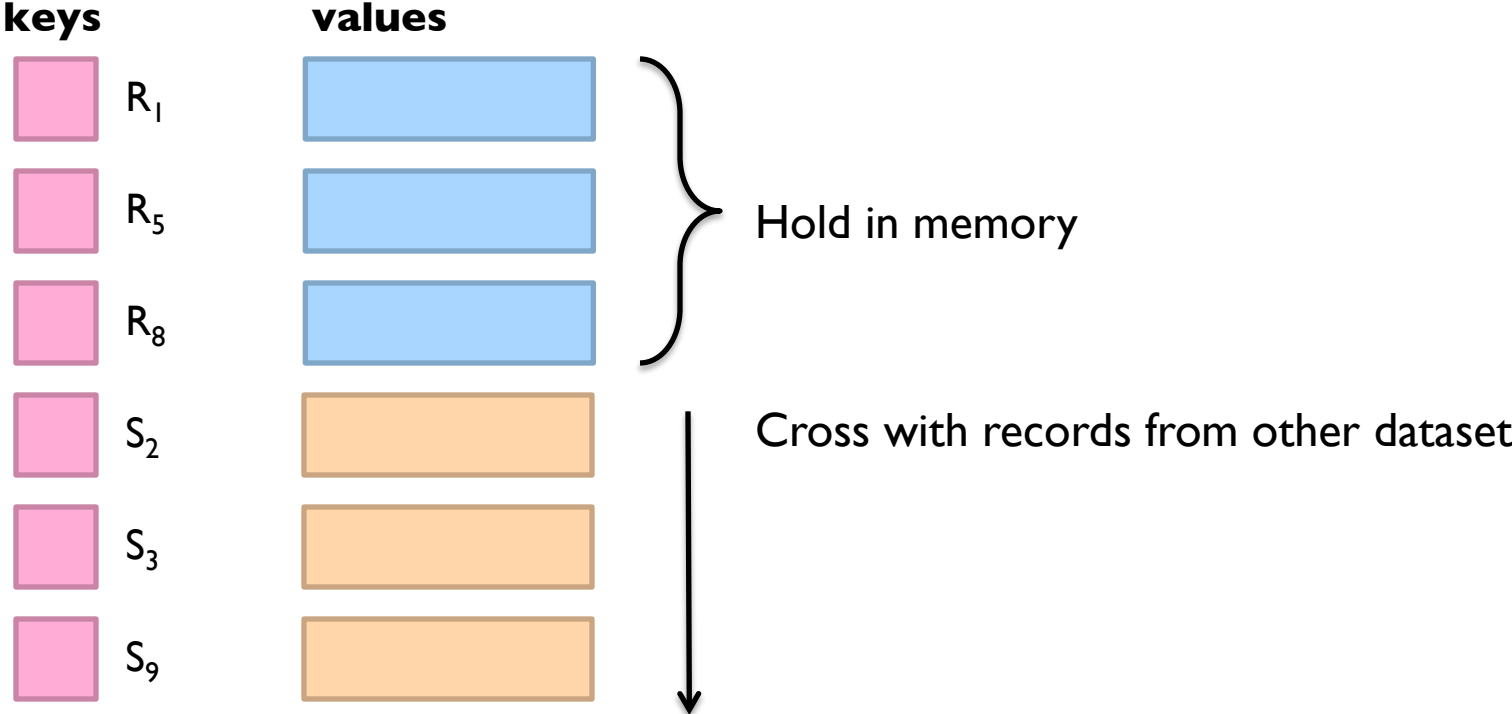 keys values
R₁
R₅
Hold in memory
R₈
S₂
Cross with records from other dataset
S₃
S₉